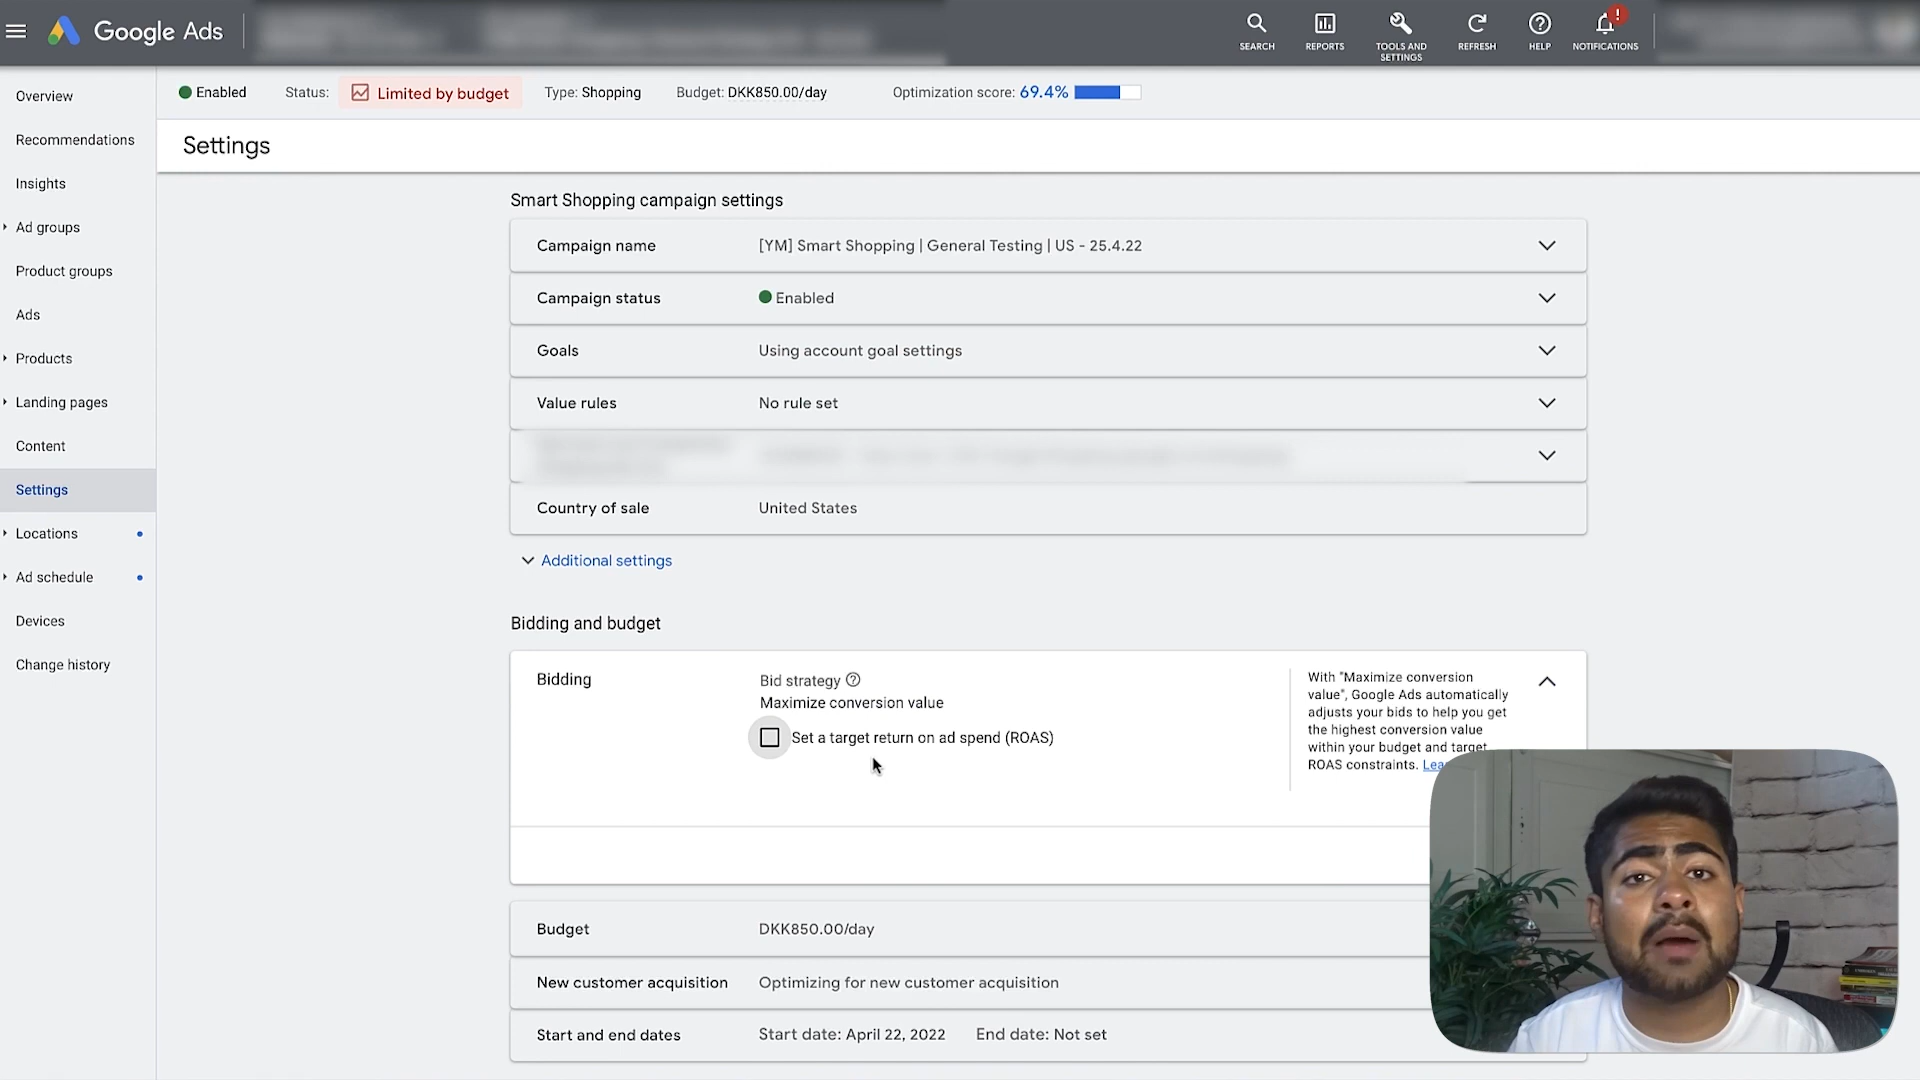 Google Ads
SEARCH
REPORTS
TOOLS AND
SETTINGS
REFRESH
HELP
!
NOTIFICATIONS
Enabled
Status:
Limited by budget
Type: Shopping
Budget: DKK850.00/day
Optimization score: 69.4%
Overview
Recommendations
Insights
Ad groups
Product groups
Ads
Products
Landing pages
Content
Settings
Locations
Ad schedule
Devices
Change history
Settings
Smart Shopping campaign settings
Campaign name
[YM] Smart Shopping | General Testing | US - 25.4.22
Campaign status
Enabled
Goals
Using account goal settings
Value rules
No rule set
Country of sale
United States
Additional settings
Bidding and budget
Bidding
Bid strategy
Maximize conversion value
Set a target return on ad spend (ROAS)
With "Maximize conversion
value", Google Ads automatically
adjusts your bids to help you get
the highest conversion value
within your budget and target
ROAS constraints.
Budget
DKK850.00/day
New customer acquisition
Optimizing for new customer acquisition
Start and end dates
Start date: April 22, 2022
End date: Not set